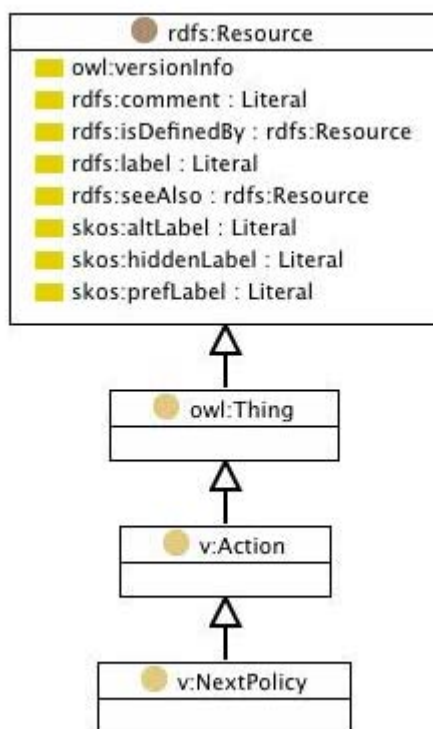 rdfs:Resource
owl:versionInfo
rdfs:comment : Literal
rdfs:isDefinedBy : rdfs:Resource
rdfs:label : Literal
rdfs:seeAlso : rdfs:Resource
skos:altLabel : Literal
skos:hiddenLabel : Literal
skos:prefLabel : Literal
owl:Thing
v:Action
v:NextPolicy